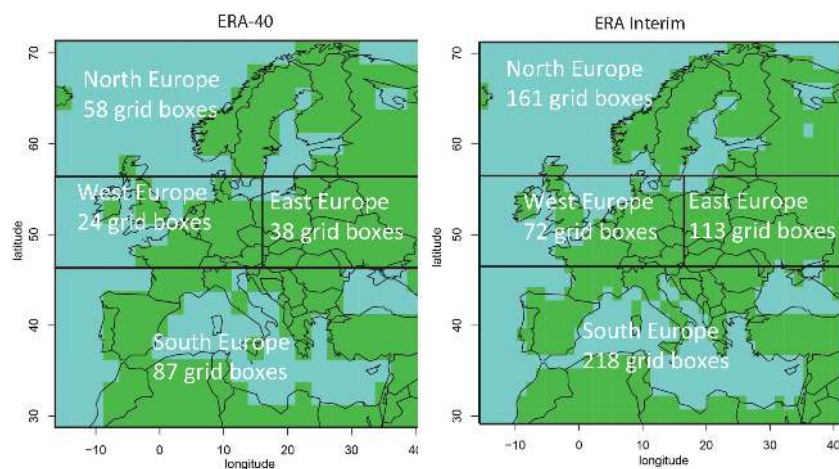 ERA-40
70
60
50
40
30
latitude
North Europe
58 grid boxes
West Europe
24 grid boxes
East Europe
38 grid boxes
South Europe
87 grid boxes
−10 0 10 20 30 40
longitude
ERA Interim
70
60
50
40
30
latitude
North Europe
161 grid boxes
West Europe
72 grid boxes
East Europe
113 grid boxes
South Europe
218 grid boxes
−10 0 10 20 30 40
longitude